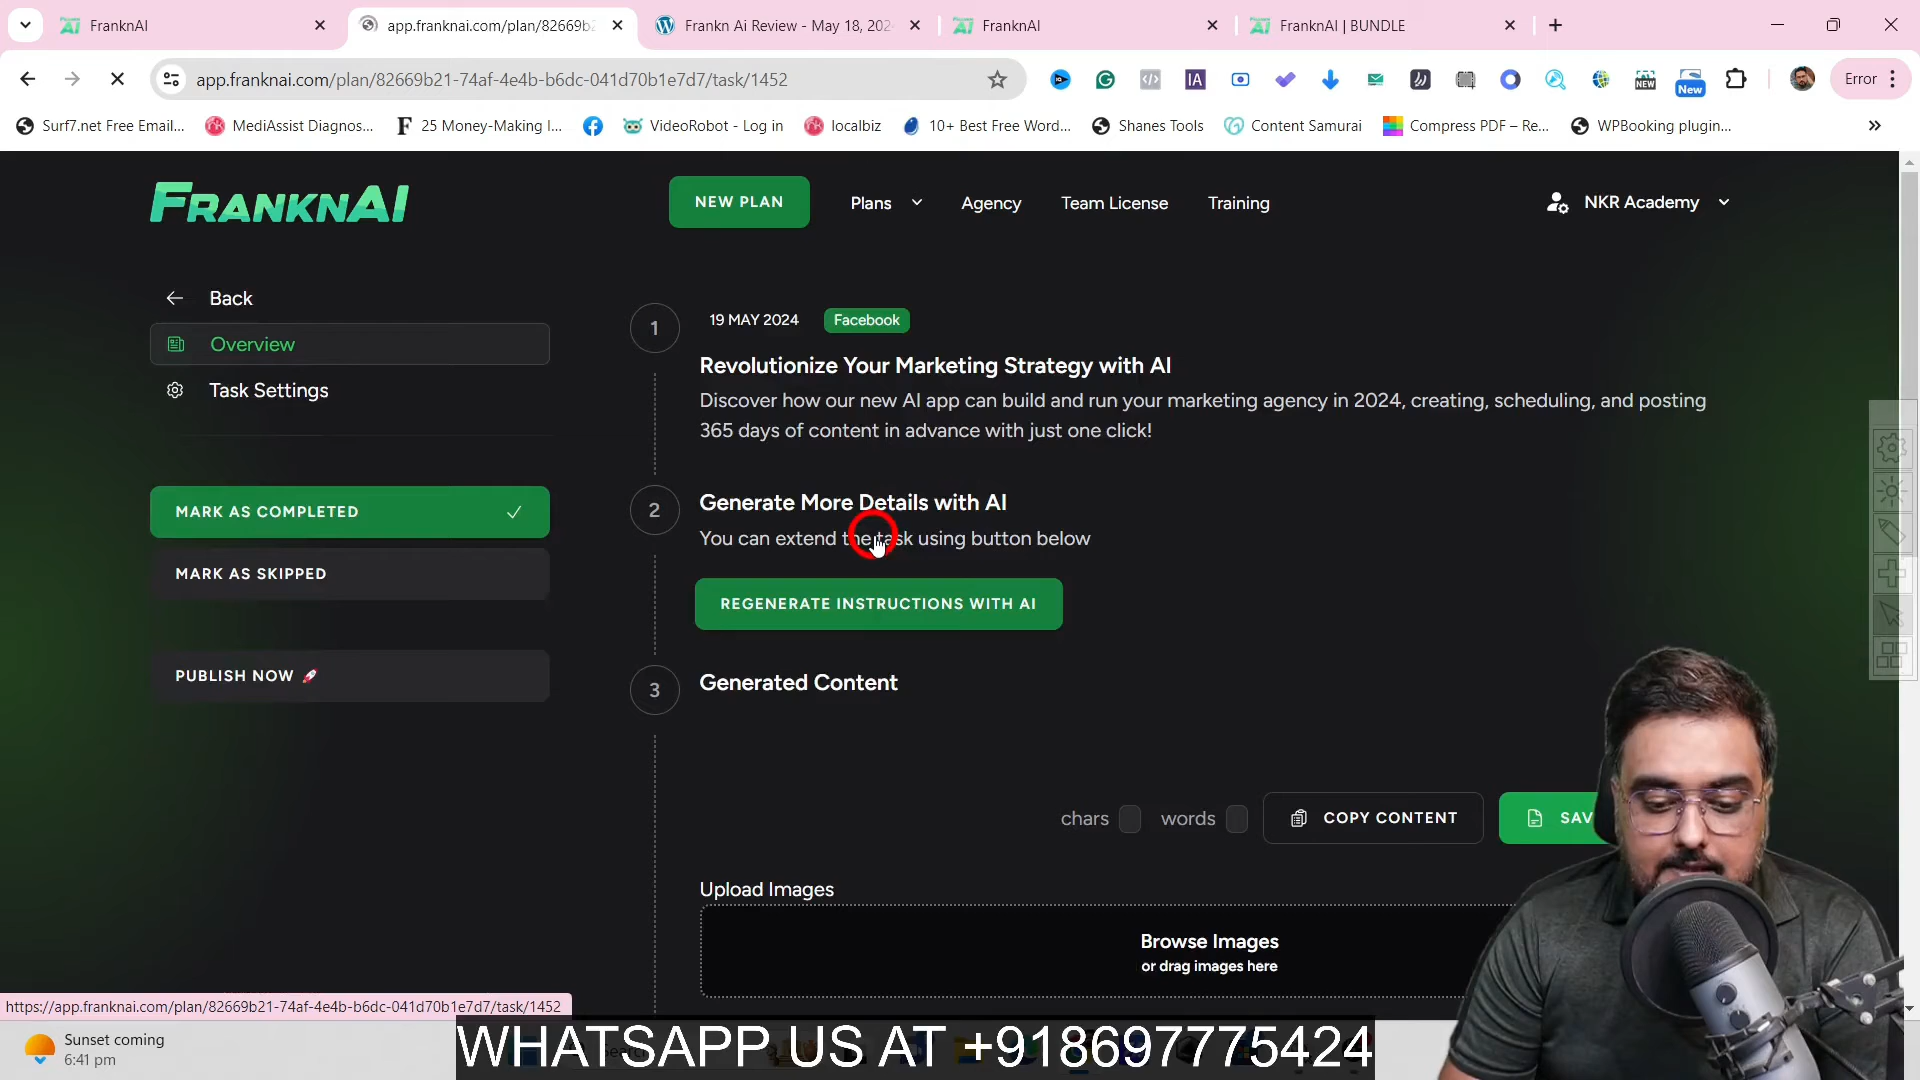 FranknAI
app.franknai.com/plan/82669b
Frankn Ai Review - May 18, 202
FranknAI
FranknAI | BUNDLE
app.franknai.com/plan/82669b21-74af-4e4b-b6dc-041d70b1e7d7/task/1452
IA
NEW
New
Error
Surf7.net Free Email...
MediAssist Diagnos...
25 Money-Making I...
VideoRobot - Log in
localbiz
10+ Best Free Word...
Shanes Tools
Content Samurai
Compress PDF – Re...
WPBooking plugin...
FRANKNAI
NEW PLAN
Plans
Agency
Team License
Training
NKR Academy
Back
Overview
Task Settings
MARK AS COMPLETED
MARK AS SKIPPED
PUBLISH NOW 🚀
1
19 MAY 2024
Facebook
Revolutionize Your Marketing Strategy with AI
Discover how our new AI app can build and run your marketing agency in 2024, creating, scheduling, and posting
365 days of content in advance with just one click!
2
Generate More Details with AI
You can extend the task using button below
REGENERATE INSTRUCTIONS WITH AI
3
Generated Content
chars
words
COPY CONTENT
SAV
Upload Images
Browse Images
or drag images here
https://app.franknai.com/plan/82669b21-74af-4e4b-b6dc-041d70b1e7d7/task/1452
Sunset coming
6:41 pm
WHATSAPP US AT +918697775424